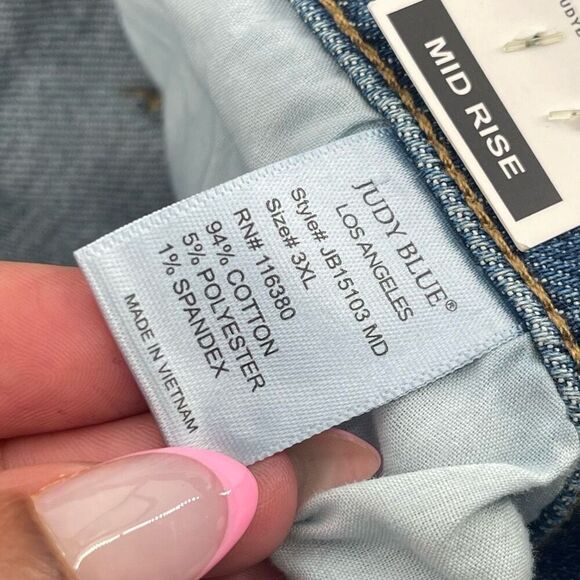 JUDY BLUE®
LOS ANGELES
Style# JB15103 MD
Size# 3XL
RN# 116380
94% COTTON
5% POLYESTER
1% SPANDEX
MADE IN VIETNAM
MID RISE